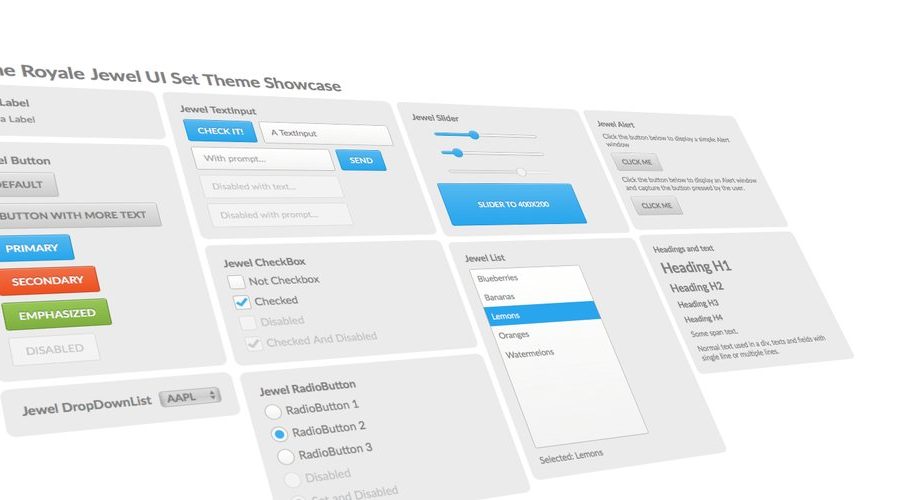 Royale Jewel UI Set Theme Showcase
Label
a Label
Button
DEFAULT
BUTTON WITH MORE TEXT
PRIMARY
SECONDARY
EMPHASIZED
DISABLED
Jewel DropDownList
AAPL
Jewel TextInput
CHECK IT!
A TextInput
With prompt...
SEND
Disabled with text...
Disabled with prompt...
Jewel CheckBox
Not Checkbox
Checked
Disabled
Checked And Disabled
Jewel RadioButton
RadioButton 1
RadioButton 2
RadioButton 3
Disabled
Set and Disabled
Jewel Slider
SLIDER TO 400X200
Jewel List
Blueberries
Bananas
Lemons
Oranges
Watermelons
Selected: Lemons
Jewel Alert
Click the button below to display a simple Alert
window
CLICK ME
Click the button below to display an Alert window
and capture the button pressed by the user.
CLICK ME
Headings and text
Heading H1
Heading H2
Heading H3
Heading H4
Some span text.
Normal text used in a div, texts and fields with
single line or multiple lines.